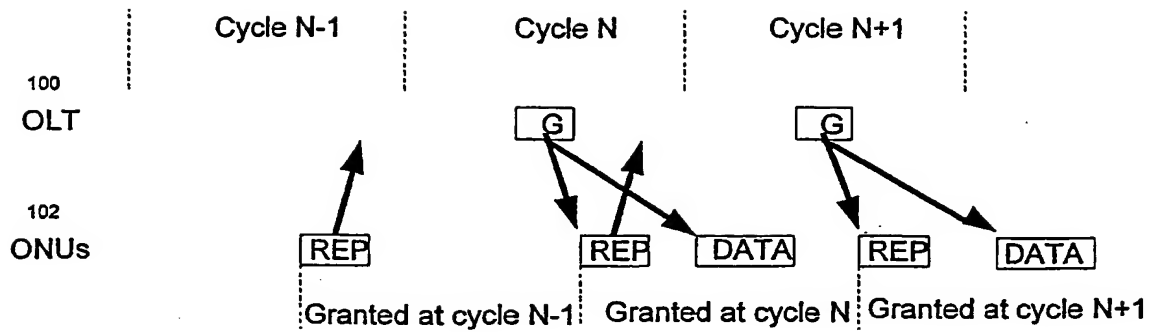 Cycle N-1 Cycle N Cycle N+1
100
OLT G G
102
ONUs REP REP DATA REP DATA
Granted at cycle N-1 Granted at cycle N Granted at cycle N+1